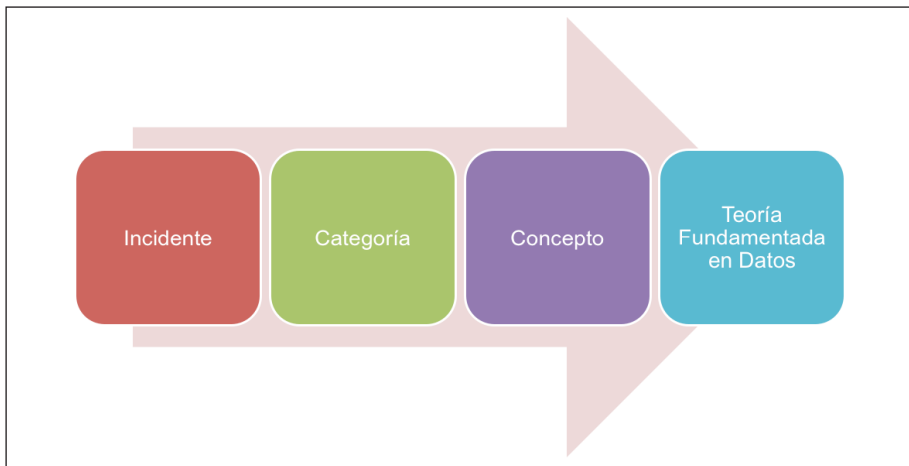 Incidente
Categoría
Concepto
Teoría
Fundamentada
en Datos